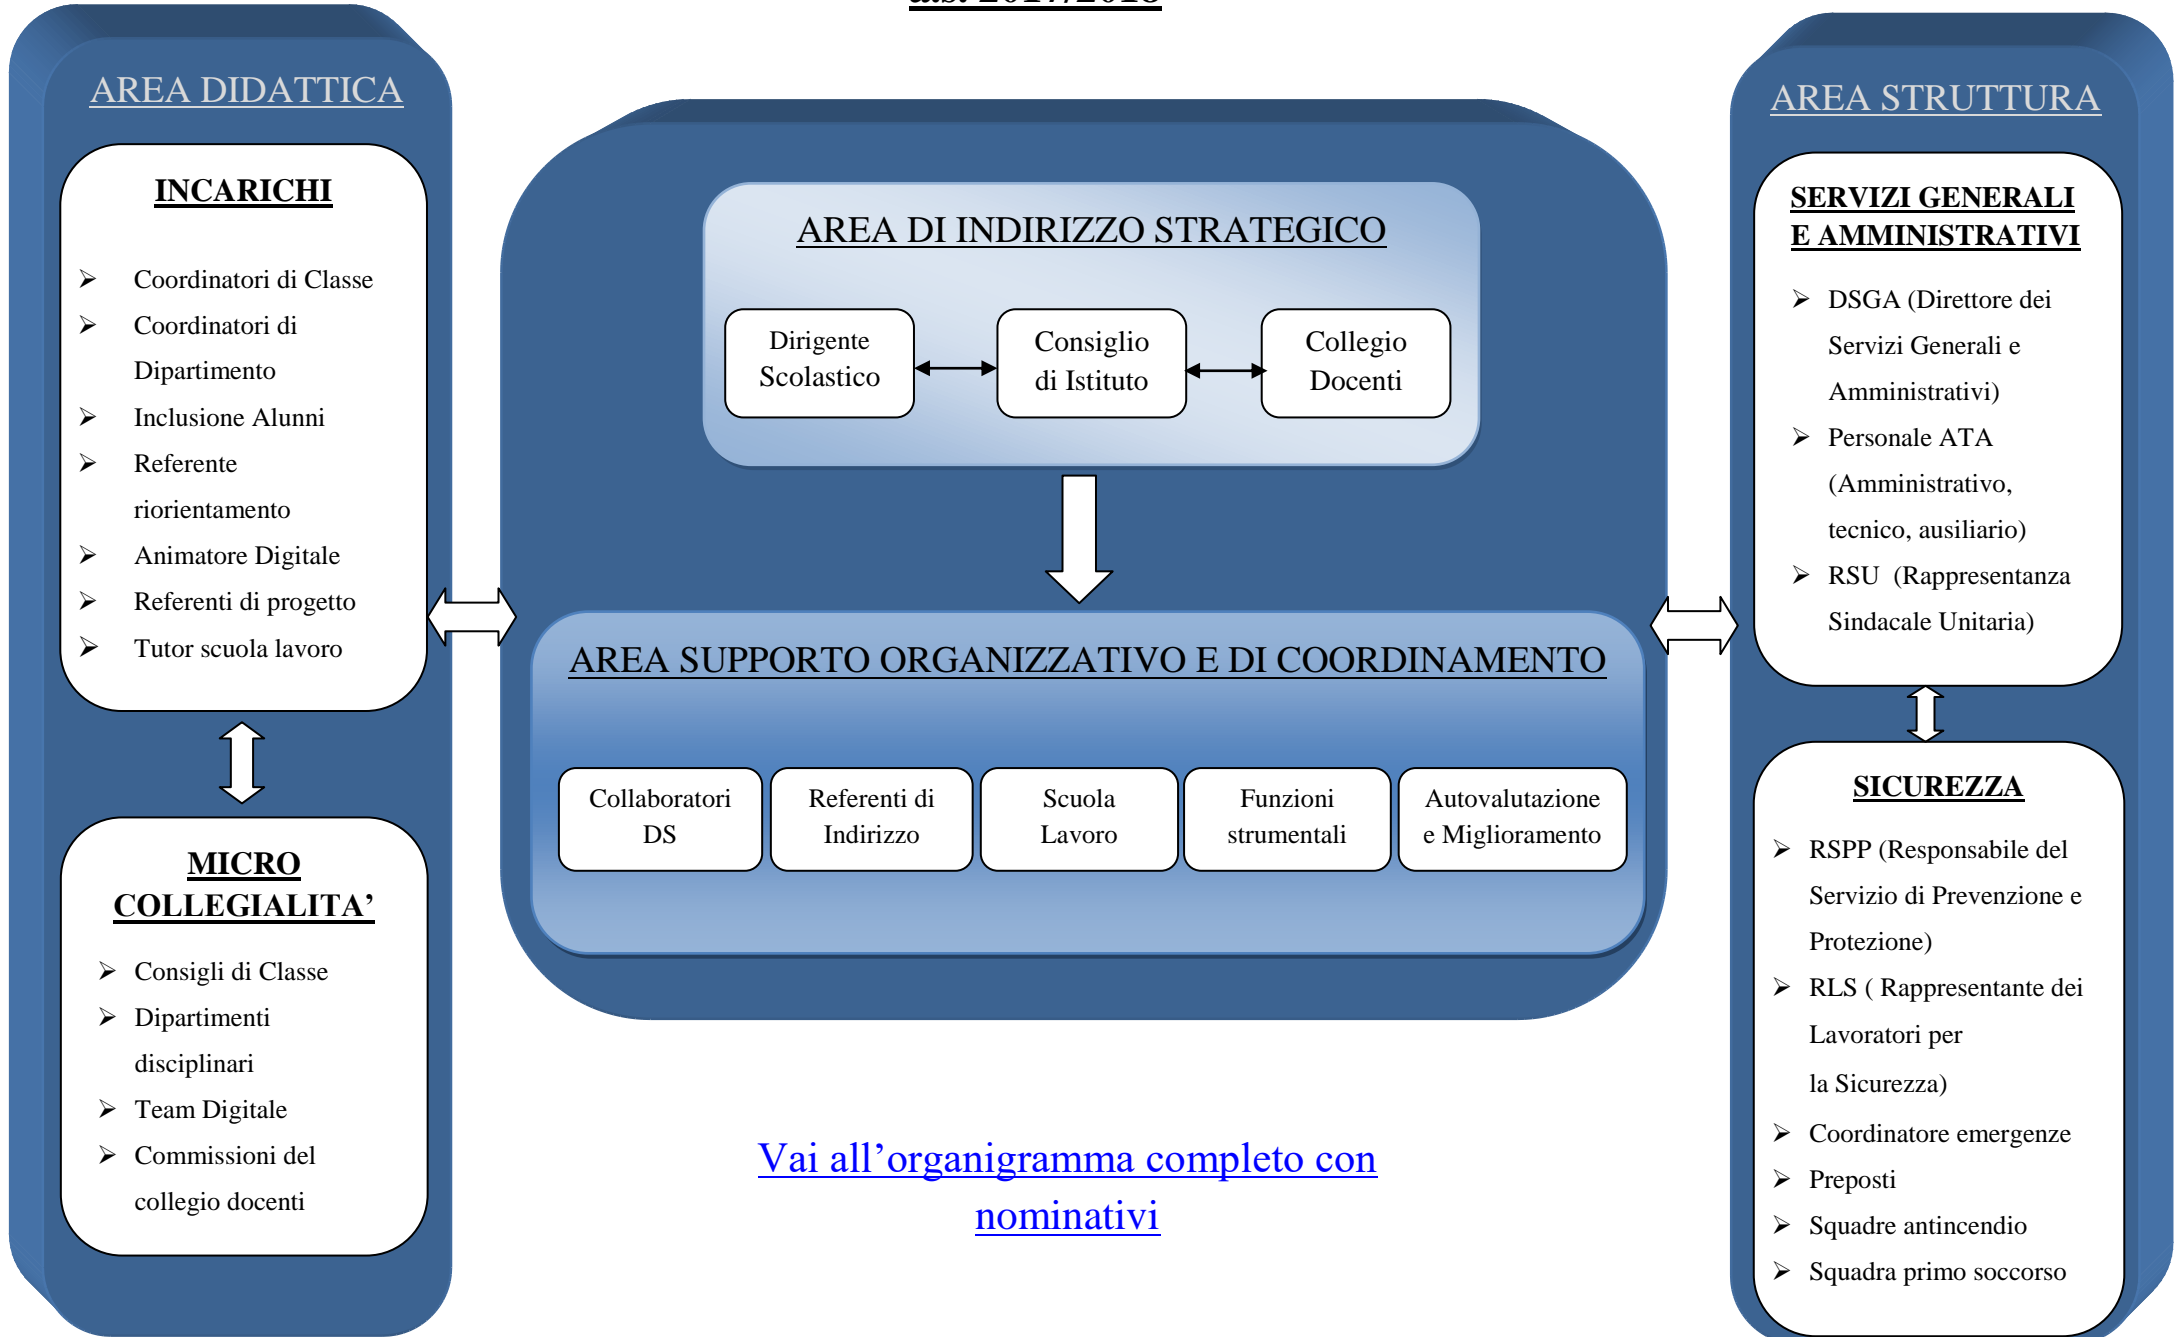 a.s. 2017/2018
AREA DIDATTICA
INCARICHI
➢ Coordinatori di Classe
➢ Coordinatori di
Dipartimento
➢ Inclusione Alunni
➢ Referente
riorientamento
➢ Animatore Digitale
➢ Referenti di progetto
➢ Tutor scuola lavoro
MICRO
COLLEGIALITA’
➢ Consigli di Classe
➢ Dipartimenti
disciplinari
➢ Team Digitale
➢ Commissioni del
collegio docenti
AREA DI INDIRIZZO STRATEGICO
Dirigente
Scolastico
Consiglio
di Istituto
Collegio
Docenti
AREA SUPPORTO ORGANIZZATIVO E DI COORDINAMENTO
Collaboratori
DS
Referenti di
Indirizzo
Scuola
Lavoro
Funzioni
strumentali
Autovalutazione
e Miglioramento
Vai all’organigramma completo con
nominativi
AREA STRUTTURA
SERVIZI GENERALI
E AMMINISTRATIVI
➢ DSGA (Direttore dei
Servizi Generali e
Amministrativi)
➢ Personale ATA
(Amministrativo,
tecnico, ausiliario)
➢ RSU (Rappresentanza
Sindacale Unitaria)
SICUREZZA
➢ RSPP (Responsabile del
Servizio di Prevenzione e
Protezione)
➢ RLS ( Rappresentante dei
Lavoratori per
la Sicurezza)
➢ Coordinatore emergenze
➢ Preposti
➢ Squadre antincendio
➢ Squadra primo soccorso